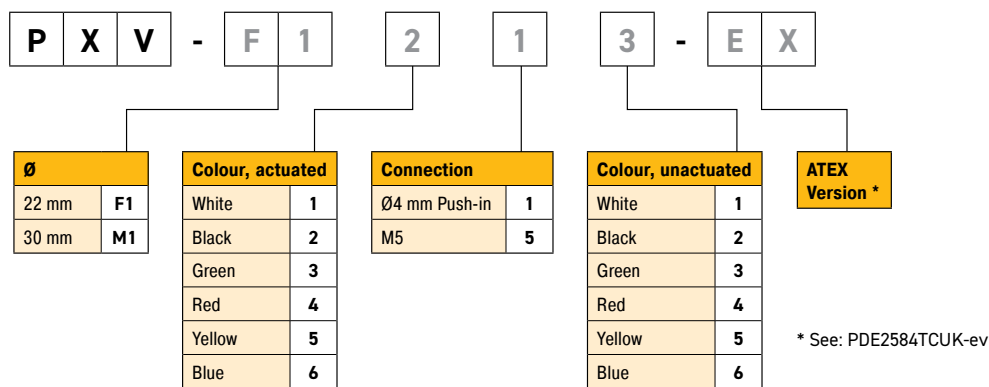 P X V - F 1 2 1 3 - E X
Ø
22 mm F1
30 mm M1
Colour, actuated
White 1
Black 2
Green 3
Red 4
Yellow 5
Blue 6
Connection
Ø4 mm Push-in 1
M5 5
Colour, unactuated
White 1
Black 2
Green 3
Red 4
Yellow 5
Blue 6
ATEX
Version *
* See: PDE2584TCUK-ev